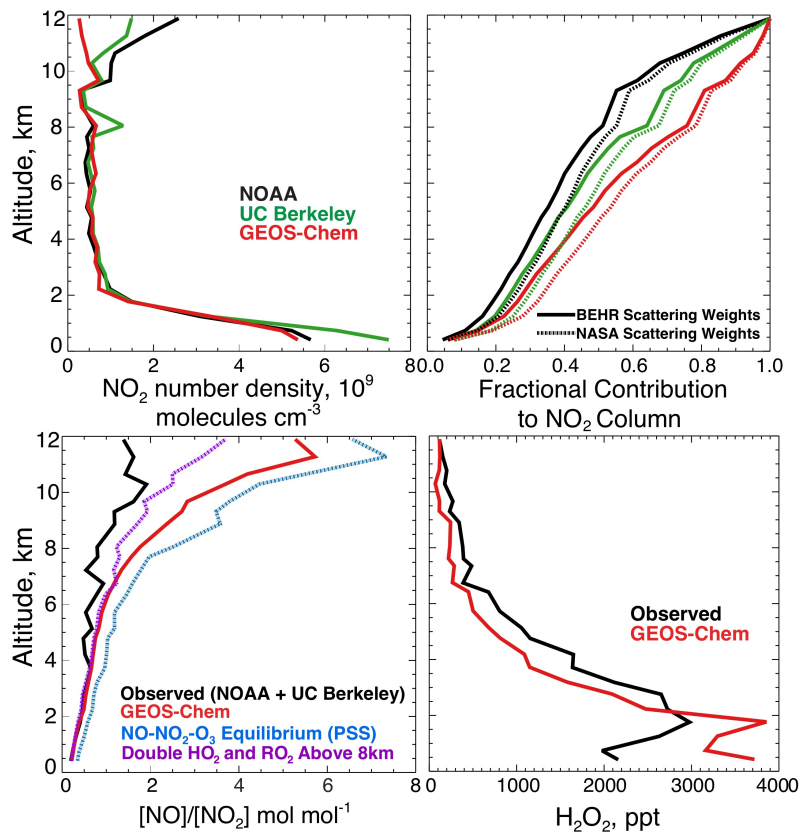 12
10
8
6
4
2
0
Altitude, km
NOAA
UC Berkeley
GEOS-Chem
0 2 4 6 8
NO₂ number density, 10⁹
molecules cm⁻³
BEHR Scattering Weights
NASA Scattering Weights
0.0 0.2 0.4 0.6 0.8 1.0
Fractional Contribution
to NO₂ Column
12
10
8
6
4
2
0
Altitude, km
Observed (NOAA + UC Berkeley)
GEOS-Chem
NO-NO₂-O₃ Equilibrium (PSS)
Double HO₂ and RO₂ Above 8km
0 2 4 6 8
[NO]/[NO₂] mol mol⁻¹
Observed
GEOS-Chem
0 1000 2000 3000 4000
H₂O₂, ppt